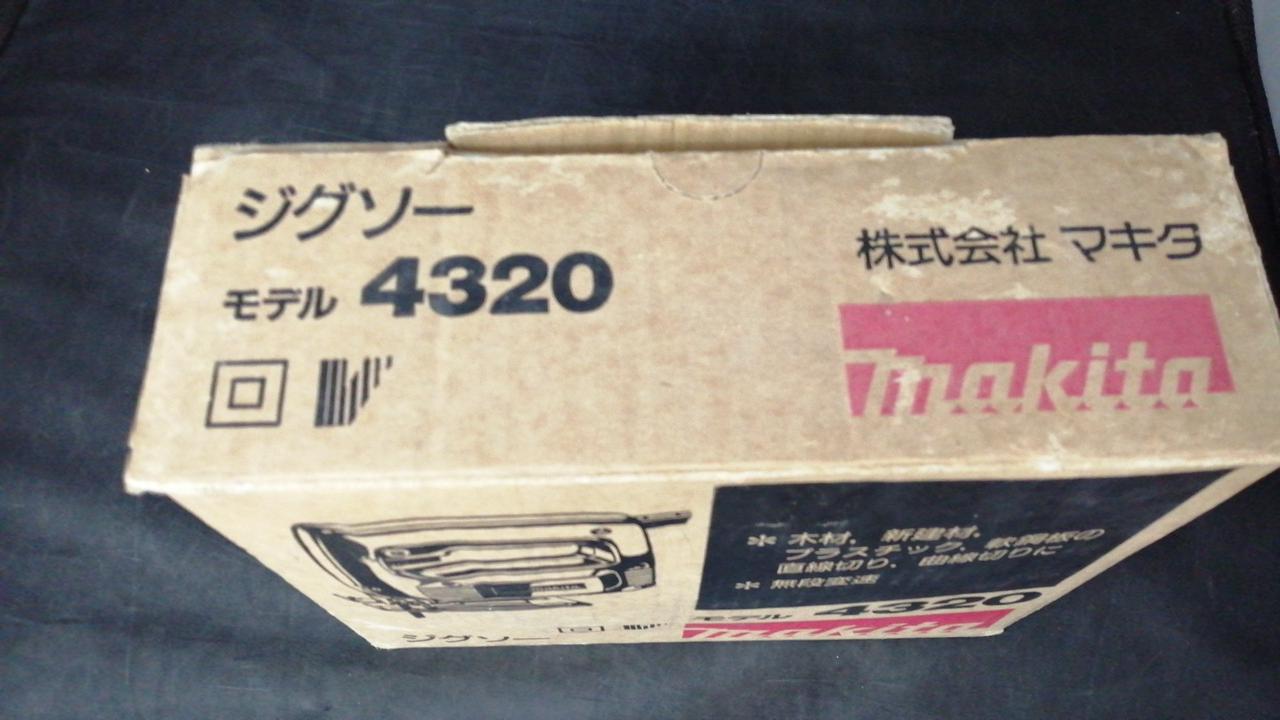 ジグソー
モデル 4320
株式会社 マキタ
makita
※ 木材、新建材、
プラスチック、軟鋼板の
直線切り、曲線切りに
※ 無段変速
モデル 4320
ジグソー
makita